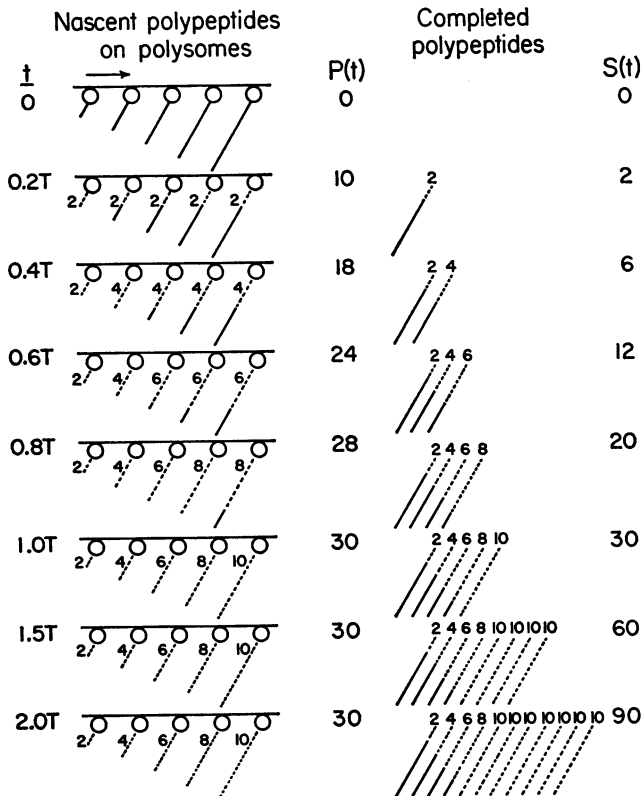 Nascent polypeptides on polysomes
Completed polypeptides
t/0 P(t) S(t)
0 0
0.2T 2 2 2 2 2 10 2 2
0.4T 2 4 4 4 4 18 2 4 6
0.6T 2 4 6 6 6 24 2 4 6 12
0.8T 2 4 6 8 8 28 2 4 6 8 20
1.0T 2 4 6 8 10 30 2 4 6 8 10 30
1.5T 2 4 6 8 10 30 2 4 6 8 10 10 10 10 60
2.0T 2 4 6 8 10 30 2 4 6 8 10 10 10 10 10 10 10 90